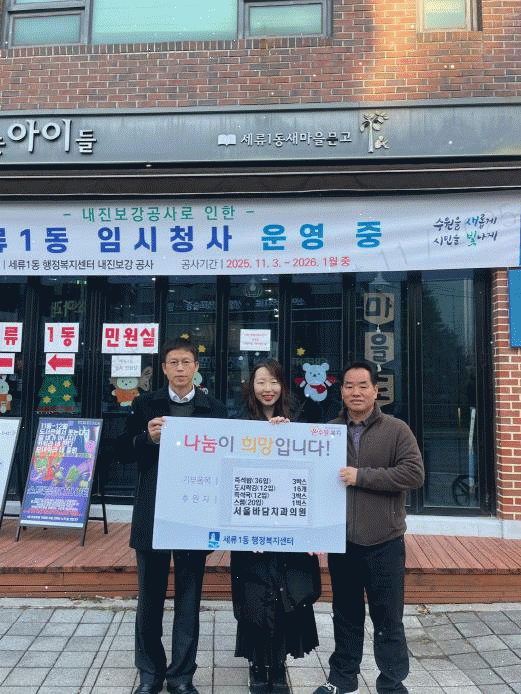 아이들
세류1동새마을문고
- 내진보강공사로 인한 -
류1동 임시청사 운영 중
수원을 새롭게
시민을 빛나게
세류1동 행정복지센터 내진보강 공사
공사기간 | 2025. 11. 3. ~ 2026. 1월 중
류 1동 민원실
마을
나눔이 희망입니다!
기부품목 |
후원자 |
즉석밥(36입) 3박스
도시락김(12입) 16개
즉석국(12입) 3박스
스팸(20입) 1박스
서울바담치과의원
세류1동 행정복지센터
11월~12월